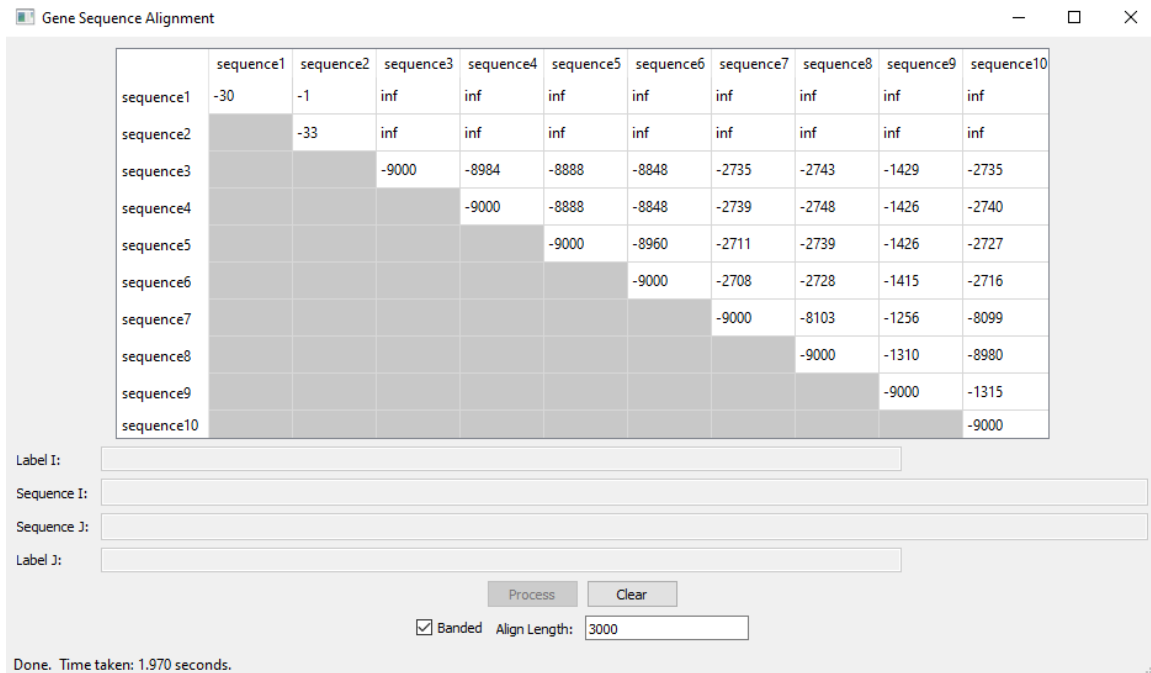 Gene Sequence Alignment
sequence1 sequence2 sequence3 sequence4 sequence5 sequence6 sequence7 sequence8 sequence9 sequence10
sequence1 -30 -1 inf inf inf inf inf inf inf inf
sequence2 -33 inf inf inf inf inf inf inf inf
sequence3 -9000 -8984 -8888 -8848 -2735 -2743 -1429 -2735
sequence4 -9000 -8888 -8848 -2739 -2748 -1426 -2740
sequence5 -9000 -8960 -2711 -2739 -1426 -2727
sequence6 -9000 -2708 -2728 -1415 -2716
sequence7 -9000 -8103 -1256 -8099
sequence8 -9000 -1310 -8980
sequence9 -9000 -1315
sequence10 -9000
Label I:
Sequence I:
Sequence J:
Label J:
Process Clear
Banded Align Length: 3000
Done. Time taken: 1.970 seconds.